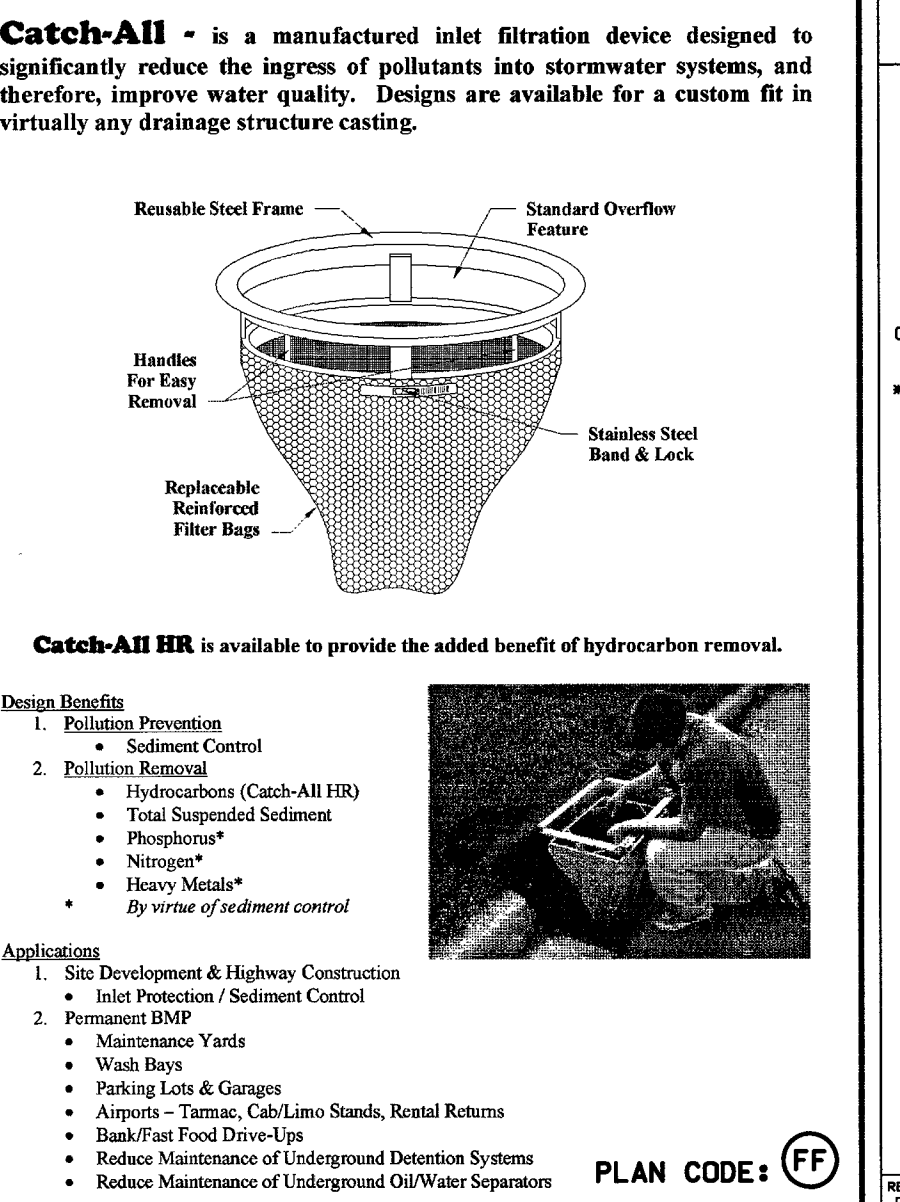 Catch-All - is a manufactured inlet filtration device designed to
significantly reduce the ingress of pollutants into stormwater systems, and
therefore, improve water quality. Designs are available for a custom fit in
virtually any drainage structure casting.
Reusable Steel Frame
Standard Overflow
Feature
Handles
For Easy
Removal
Stainless Steel
Band & Lock
Replaceable
Reinforced
Filter Bags
Catch-All HR is available to provide the added benefit of hydrocarbon removal.
Design Benefits
1. Pollution Prevention
• Sediment Control
2. Pollution Removal
• Hydrocarbons (Catch-All HR)
• Total Suspended Sediment
• Phosphorus*
• Nitrogen*
• Heavy Metals*
* By virtue of sediment control
Applications
1. Site Development & Highway Construction
• Inlet Protection / Sediment Control
2. Permanent BMP
• Maintenance Yards
• Wash Bays
• Parking Lots & Garages
• Airports – Tarmac, Cab/Limo Stands, Rental Returns
• Bank/Fast Food Drive-Ups
• Reduce Maintenance of Underground Detention Systems
• Reduce Maintenance of Underground Oil/Water Separators
PLAN CODE: FF